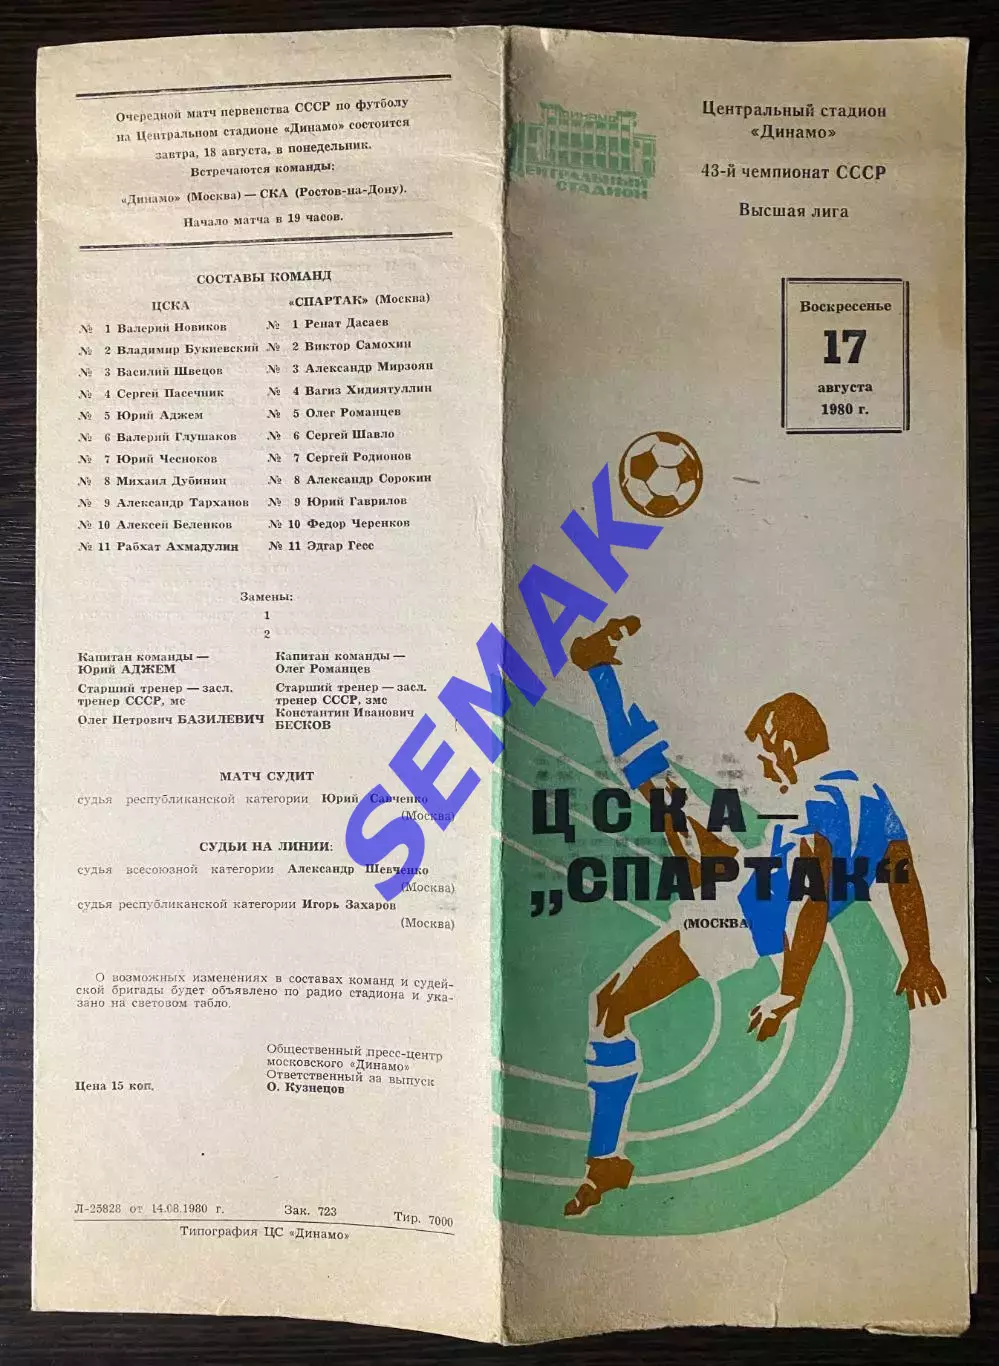 Очередной матч первенства СССР по футболу
на Центральном стадионе «Динамо» состоится
завтра, 18 августа, в понедельник.
Встречаются команды:
«Динамо» (Москва) — СКА (Ростов-на-Дону).
Начало матча в 19 часов.
СОСТАВЫ КОМАНД
ЦСКА
№ 1 Валерий Новиков
№ 2 Владимир Букиевский
№ 3 Василий Швецов
№ 4 Сергей Пасечник
№ 5 Юрий Аджем
№ 6 Валерий Глушаков
№ 7 Юрий Чесноков
№ 8 Михаил Дубинин
№ 9 Александр Тарханов
№ 10 Алексей Беленков
№ 11 Рабхат Ахмадулин
«СПАРТАК» (Москва)
№ 1 Ренат Дасаев
№ 2 Виктор Самохин
№ 3 Александр Мирзоян
№ 4 Вагиз Хидиятуллин
№ 5 Олег Романцев
№ 6 Сергей Шавло
№ 7 Сергей Родионов
№ 8 Александр Сорокин
№ 9 Юрий Гаврилов
№ 10 Федор Черенков
№ 11 Эдгар Гесс
Замены:
1
2
Капитан команды —
Юрий АДЖЕМ
Старший тренер — засл.
тренер СССР, мс
Олег Петрович БАЗИЛЕВИЧ
Капитан команды —
Олег Романцев
Старший тренер — засл.
тренер СССР, змс
Константин Иванович
БЕСКОВ
МАТЧ СУДИТ
судья республиканской категории Юрий Савченко
(Москва)
СУДЬИ НА ЛИНИИ:
судья всесоюзной категории Александр Шевченко
(Москва)
судья республиканской категории Игорь Захаров
(Москва)
О возможных изменениях в составах команд и судей-
ской бригады будет объявлено по радио стадиона и ука-
зано на световом табло.
Общественный пресс-центр
московского «Динамо»
Ответственный за выпуск
О. Кузнецов
Цена 15 коп.
Л-25828 от 14.08.1980 г. Зак. 723 Тир. 7000
Типография ЦС «Динамо»
ДИНАМО
ЦЕНТРАЛЬНЫЙ
СТАДИОН
Центральный стадион
«Динамо»
43-й чемпионат СССР
Высшая лига
Воскресенье
17
августа
1980 г.
ЦСКА —
„СПАРТАК“
(МОСКВА)
SEMAK